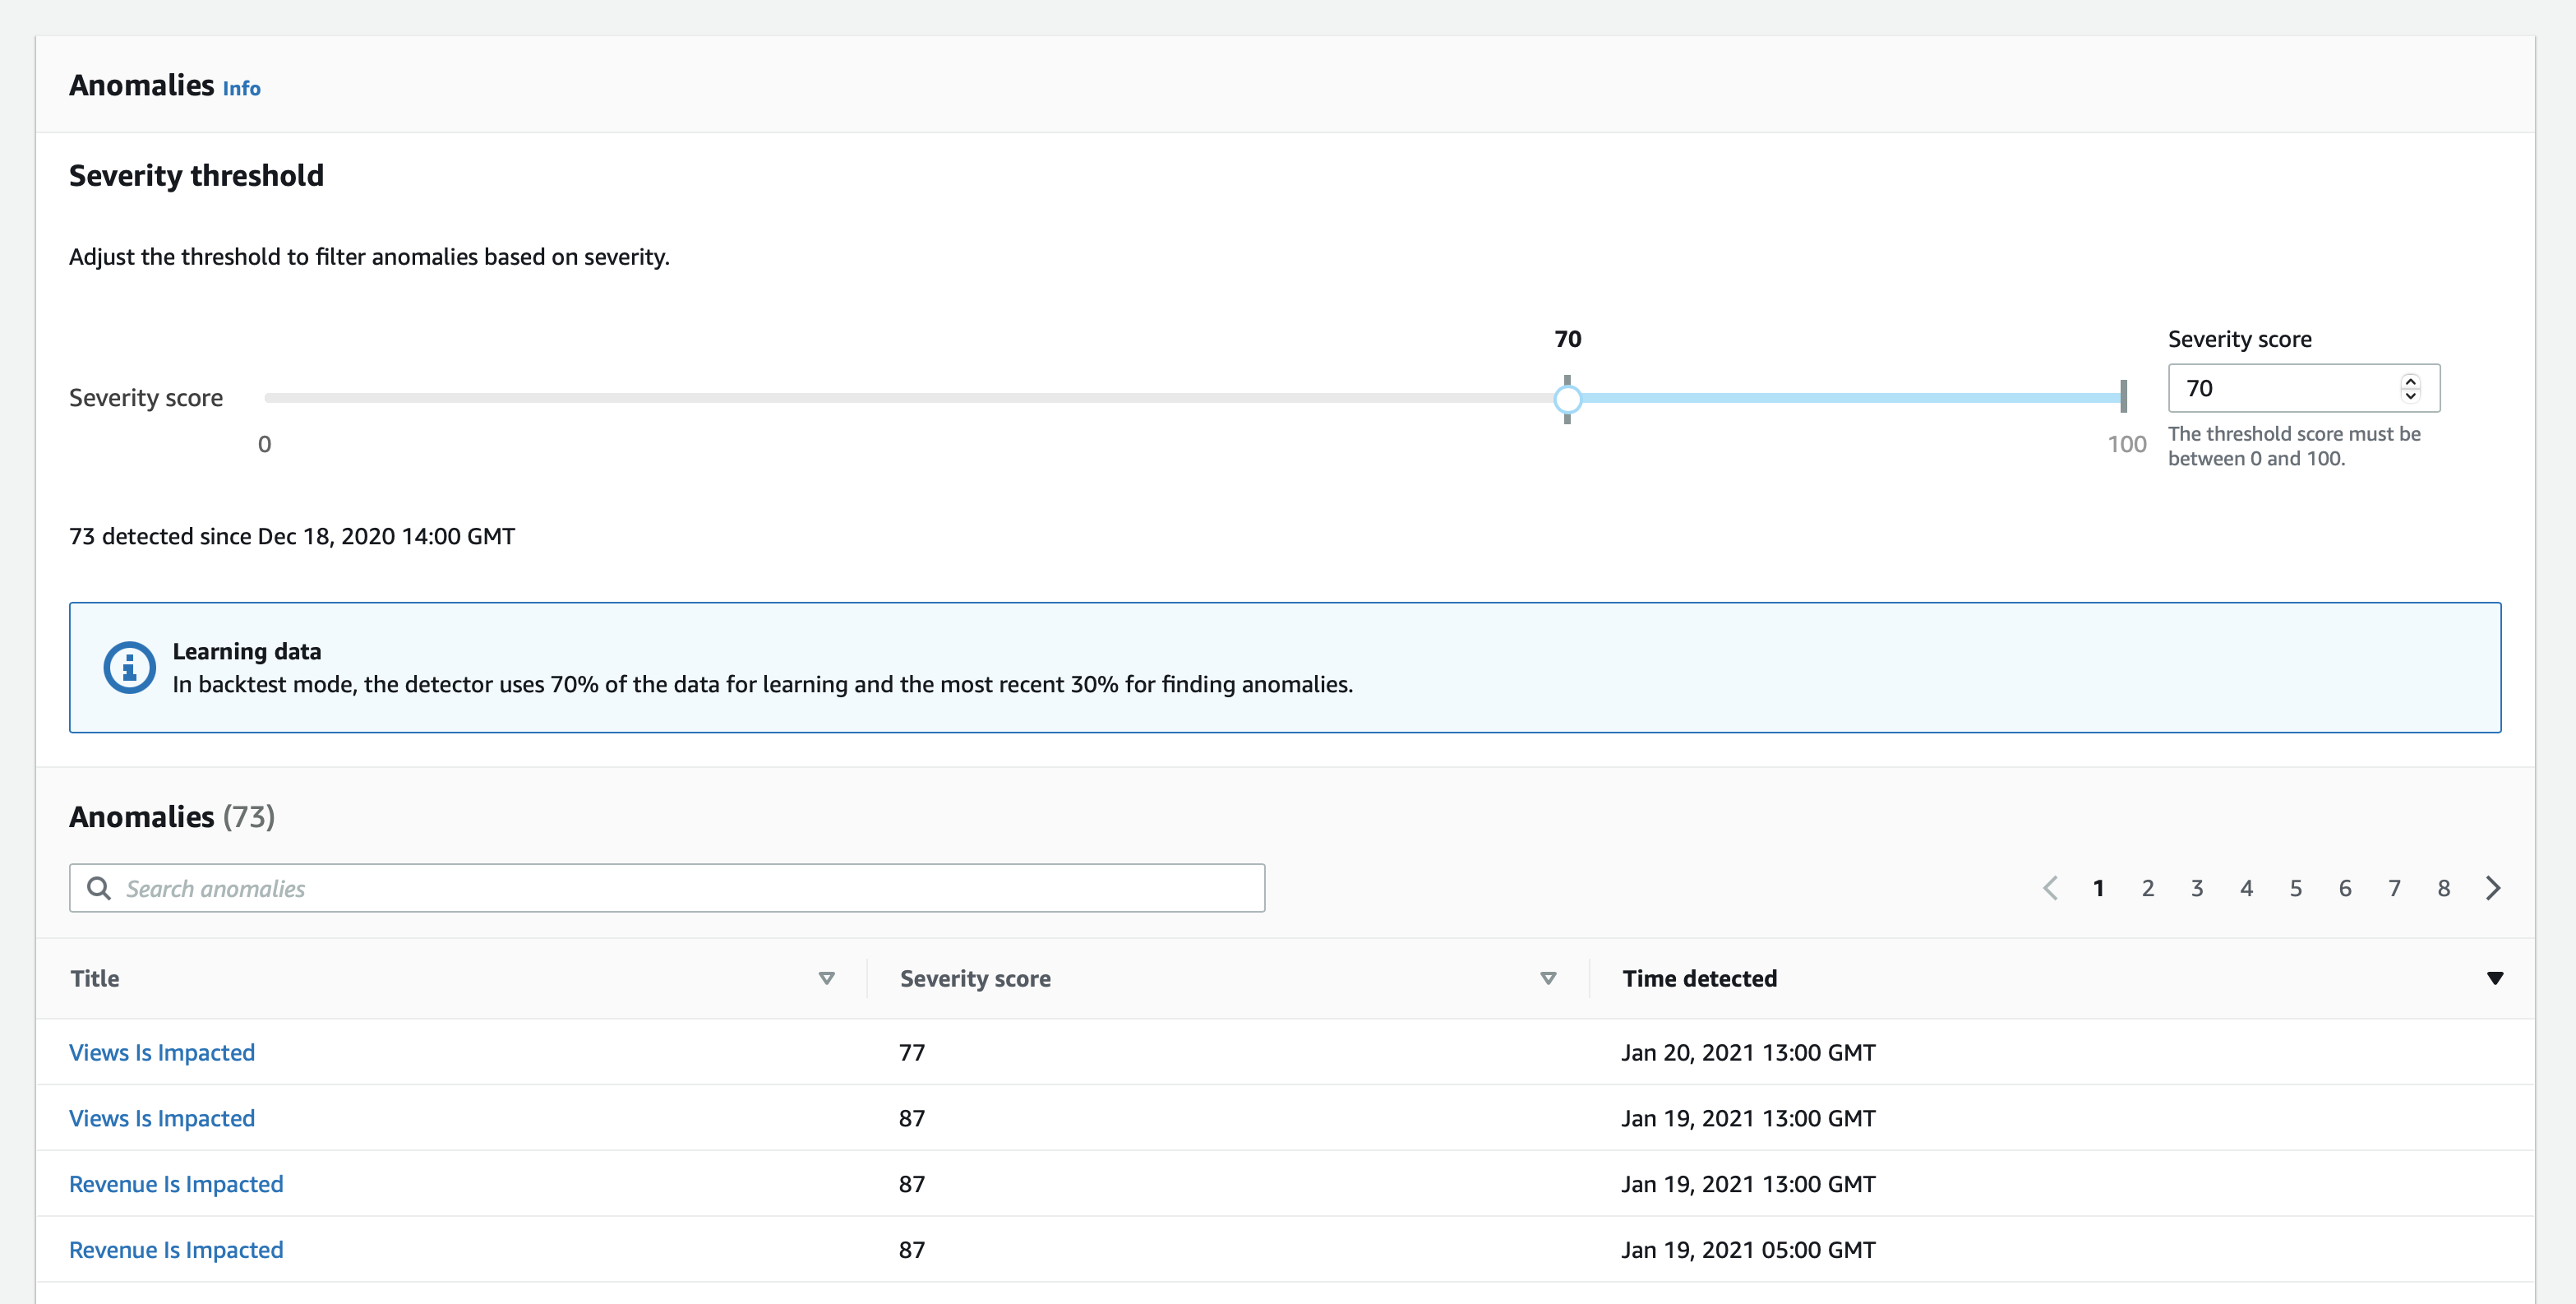 Anomalies Info
Severity threshold
Adjust the threshold to filter anomalies based on severity.
70
Severity score
0
100
Severity score
70
The threshold score must be
between 0 and 100.
73 detected since Dec 18, 2020 14:00 GMT
Learning data
In backtest mode, the detector uses 70% of the data for learning and the most recent 30% for finding anomalies.
Anomalies (73)
Search anomalies
1 2 3 4 5 6 7 8
Title Severity score Time detected
Views Is Impacted 77 Jan 20, 2021 13:00 GMT
Views Is Impacted 87 Jan 19, 2021 13:00 GMT
Revenue Is Impacted 87 Jan 19, 2021 13:00 GMT
Revenue Is Impacted 87 Jan 19, 2021 05:00 GMT